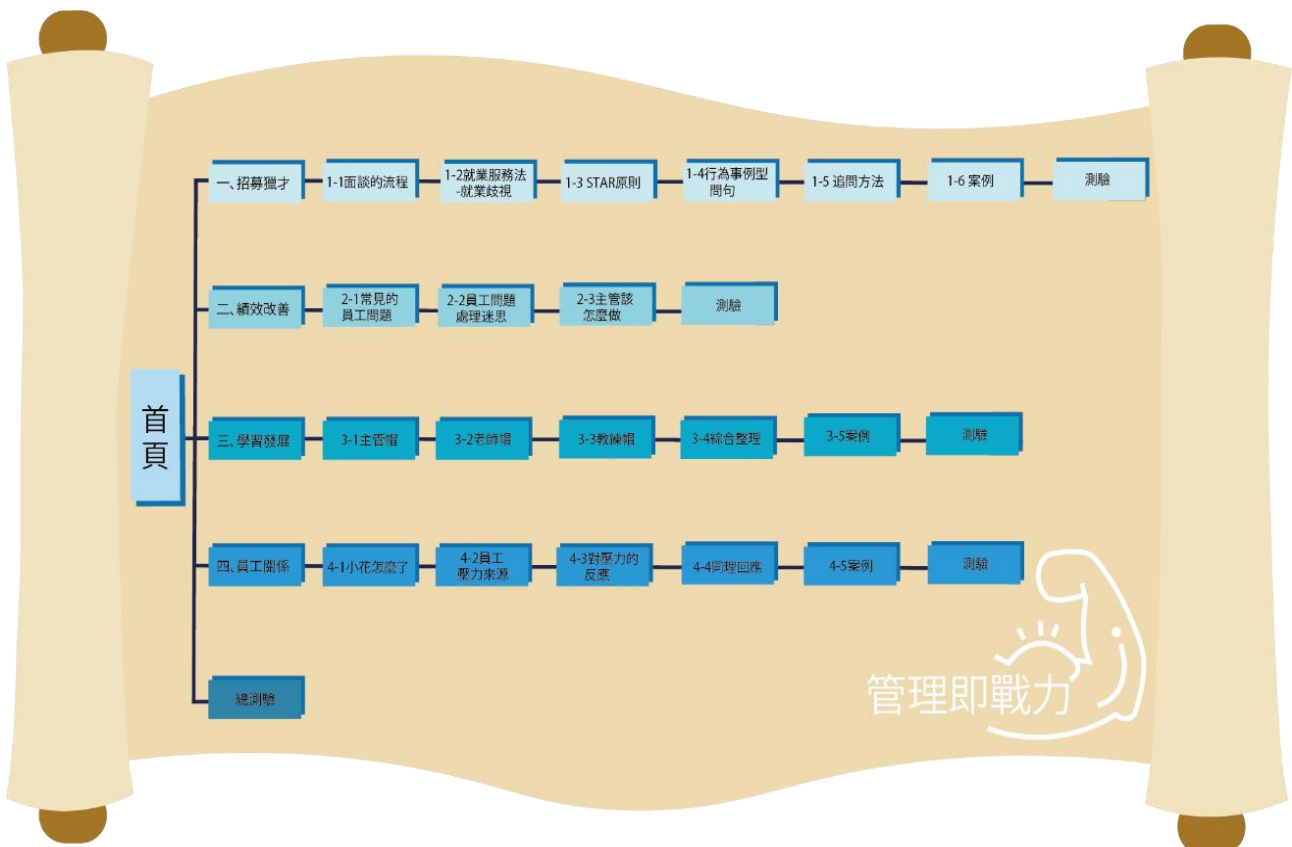 一、招募獵才
1-1面談的流程
1-2就業服務法
-就業歧視
1-3 STAR原則
1-4行為事例型
問句
1-5 追問方法
1-6 案例
測驗
二、績效改善
2-1常見的
員工問題
2-2員工問題
處理迷思
2-3主管該
怎麼做
測驗
首頁
三、學習發展
3-1主管帽
3-2老師帽
3-3教練帽
3-4綜合整理
3-5案例
測驗
四、員工關係
4-1小花怎麼了
4-2員工
壓力來源
4-3對壓力的
反應
4-4同理回應
4-5案例
測驗
總測驗
管理即戰力